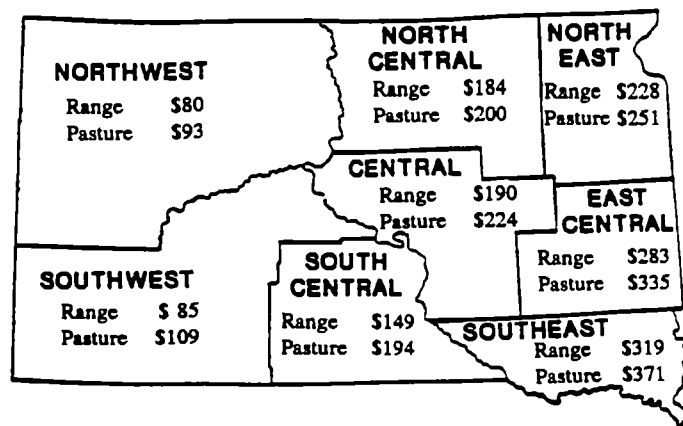 NORTHWEST
Range $80
Pasture $93
NORTH
CENTRAL
Range $184
Pasture $200
NORTH
EAST
Range $228
Pasture $251
CENTRAL
Range $190
Pasture $224
EAST
CENTRAL
Range $283
Pasture $335
SOUTHWEST
Range $ 85
Pasture $109
SOUTH
CENTRAL
Range $149
Pasture $194
SOUTHEAST
Range $319
Pasture $371